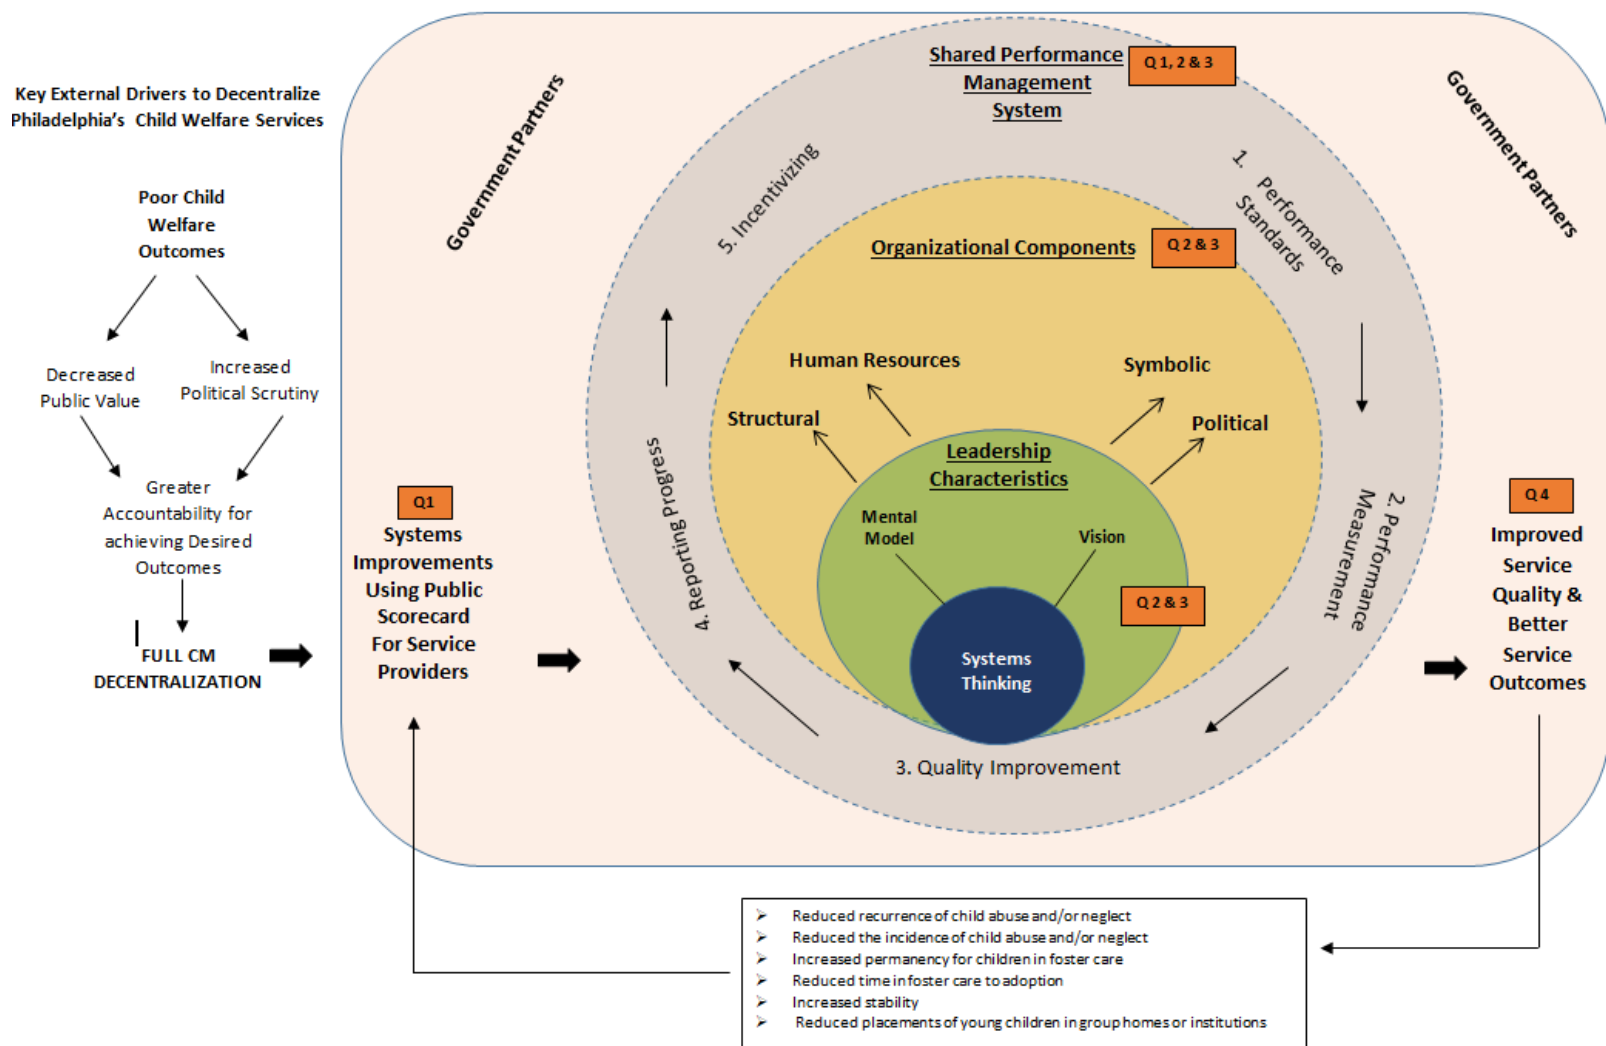 Key External Drivers to Decentralize
Philadelphia's Child Welfare Services
Poor Child
Welfare
Outcomes
Decreased
Public Value
Increased
Political Scrutiny
Greater
Accountability for
achieving Desired
Outcomes
FULL CM
DECENTRALIZATION
Government Partners
Q1
Systems
Improvements
Using Public
Scorecard
For Service
Providers
Shared Performance
Management
System
Q 1, 2 & 3
1. Performance
Standards
2. Performance
Measurement
3. Quality Improvement
4. Reporting Progress
5. Incentivizing
Organizational Components
Q 2 & 3
Human Resources
Structural
Symbolic
Political
Leadership
Characteristics
Mental
Model
Vision
Q 2 & 3
Systems
Thinking
Government Partners
Q 4
Improved
Service
Quality &
Better
Service
Outcomes
➢ Reduced recurrence of child abuse and/or neglect
➢ Reduced the incidence of child abuse and/or neglect
➢ Increased permanency for children in foster care
➢ Reduced time in foster care to adoption
➢ Increased stability
➢ Reduced placements of young children in group homes or institutions